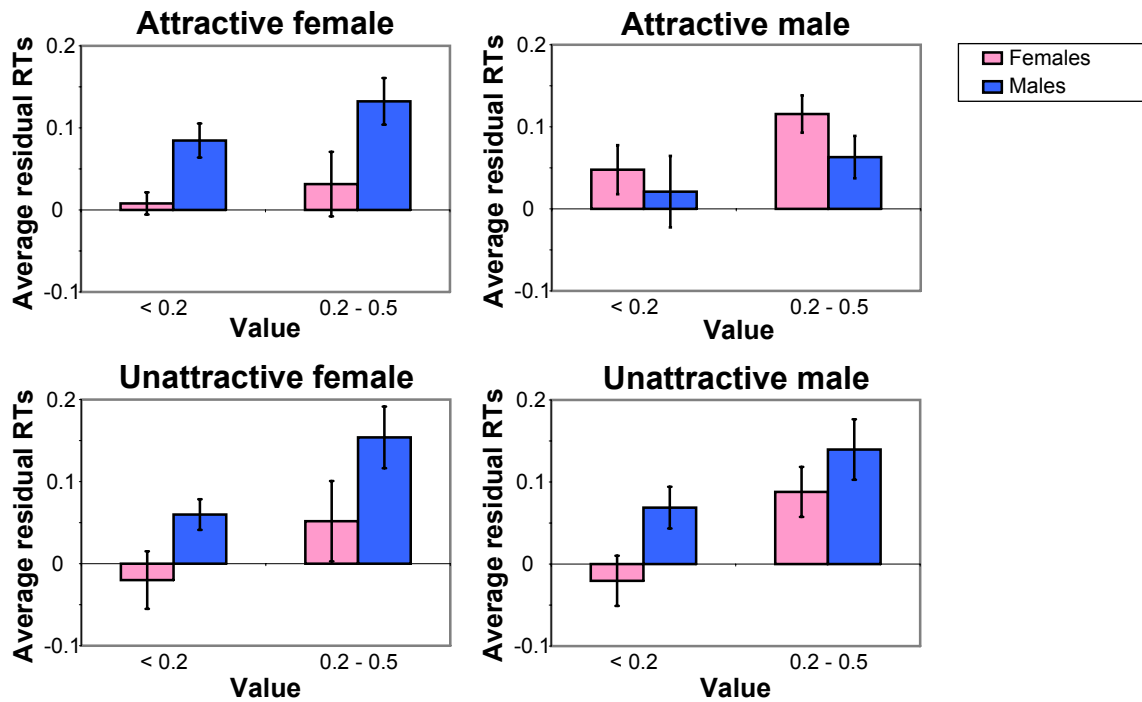 Attractive female
Average residual RTs
0.2
0.1
0
-0.1
< 0.2
0.2 - 0.5
Value
Attractive male
Average residual RTs
0.2
0.1
0
-0.1
< 0.2
0.2 - 0.5
Value
Females
Males
Unattractive female
Average residual RTs
0.2
0.1
0
-0.1
< 0.2
0.2 - 0.5
Value
Unattractive male
Average residual RTs
0.2
0.1
0
-0.1
< 0.2
0.2 - 0.5
Value